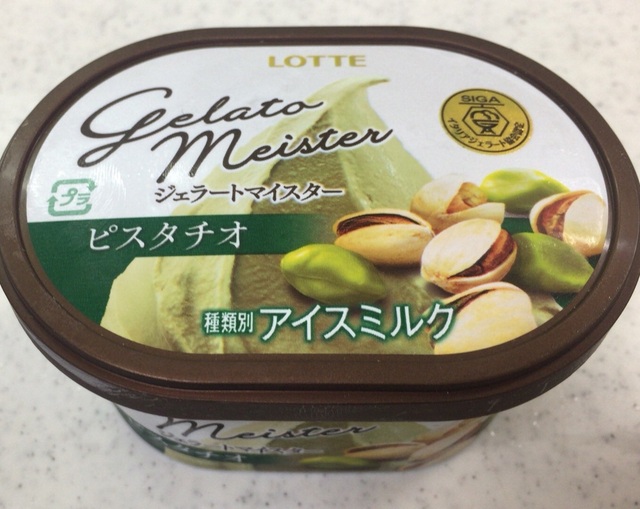 LOTTE
gelato
Meister
ジェラートマイスター
ピスタチオ
種類別 アイスミルク
SIGA
プラ
Meister